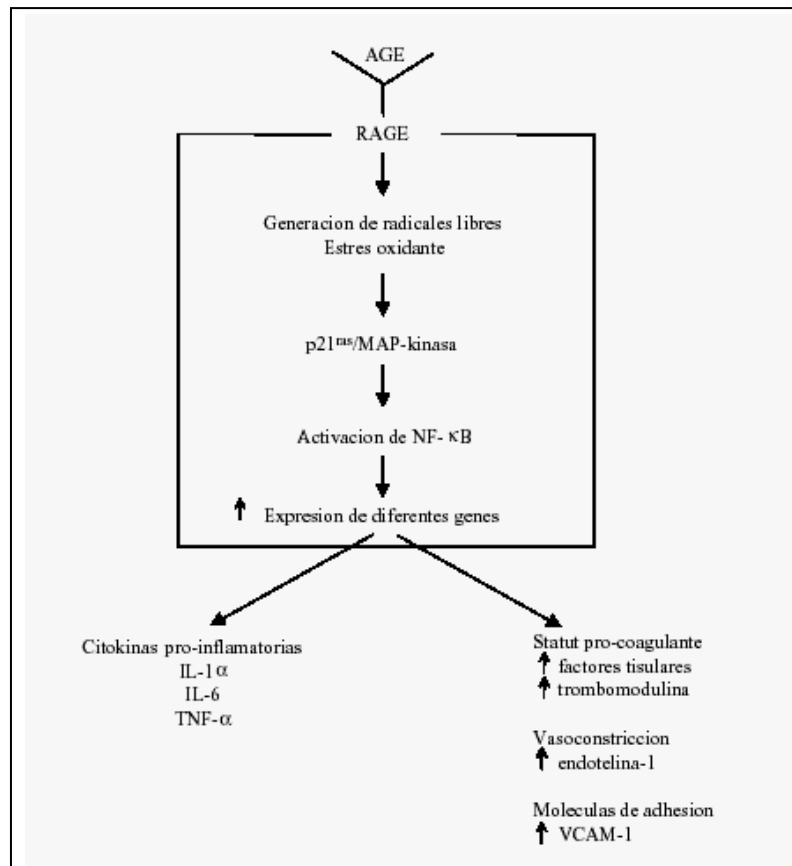 AGE
RAGE
Generacion de radicales libres
Estres oxidante
p21ras/MAP-kinasa
Activacion de NF- κB
Expresion de diferentes genes
Citokinas pro-inflamatorias
IL-1α
IL-6
TNF-α
Statut pro-coagulante
factores tisulares
trombomodulina
Vasoconstriccion
endotelina-1
Moleculas de adhesion
VCAM-1